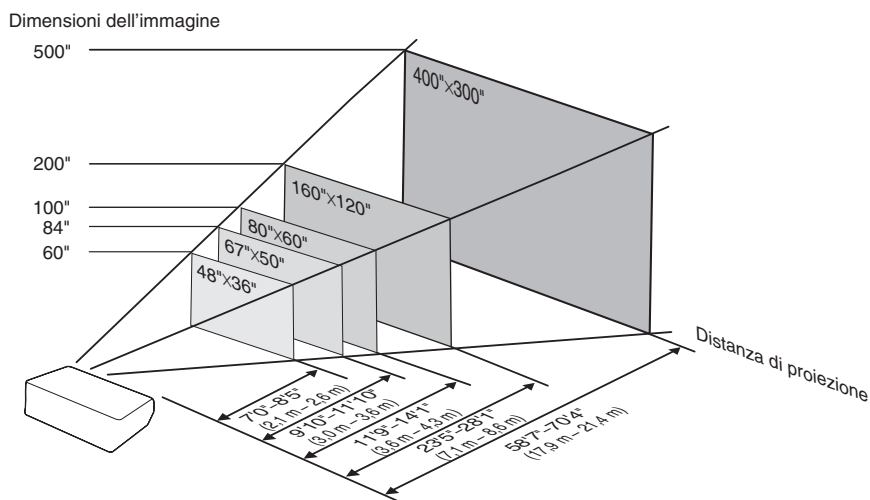 Dimensioni dell'immagine
500"
400"×300"
200"
160"×120"
100"
80"×60"
84"
67"×50"
60"
48"×36"
Distanza di proiezione
7'0"–8'5"
(2,1 m – 2,6 m)
9'10"–11'10"
(3,0 m – 3,6 m)
11'9"–14'1"
(3,6 m – 4,3 m)
23'5"–28'1"
(7,1 m – 8,6 m)
58'7"–70'4"
(17,9 m – 21,4 m)